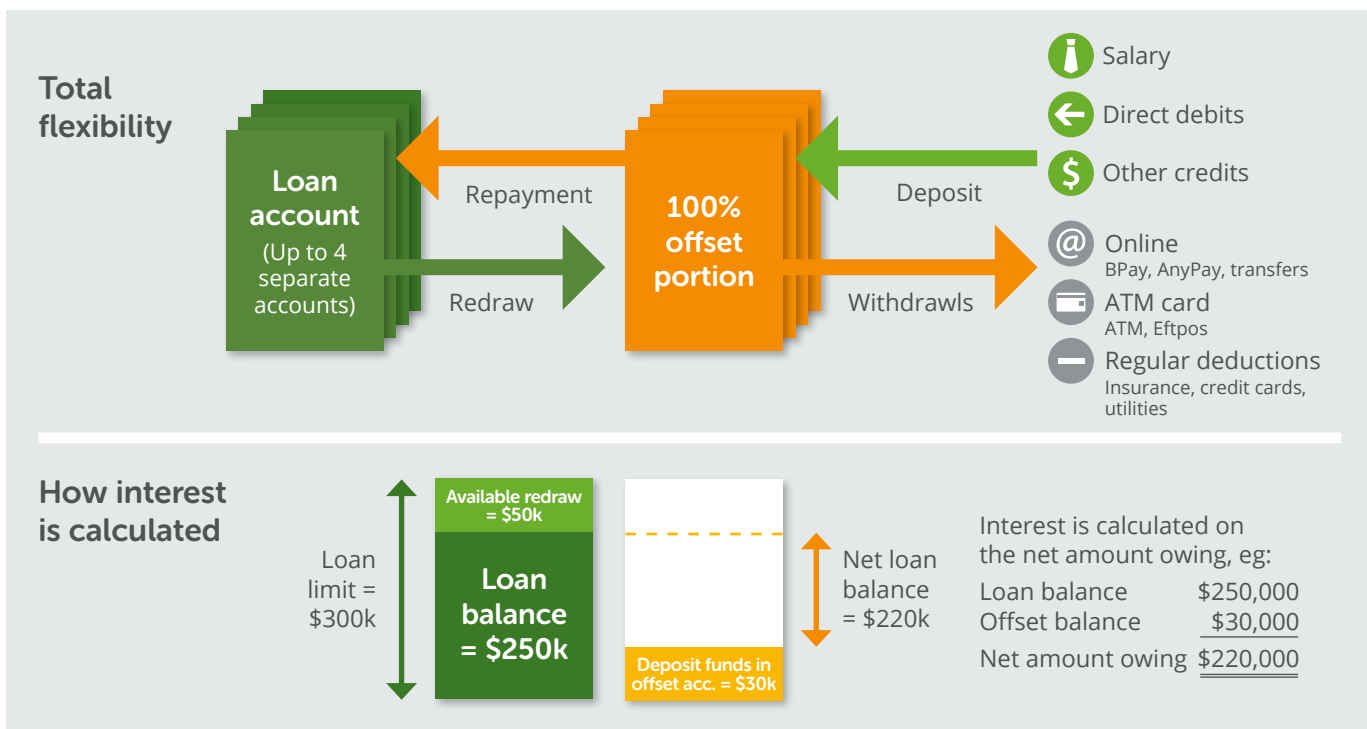 Total
flexibility
Loan
account
(Up to 4
separate
accounts)
Repayment
Redraw
100%
offset
portion
Deposit
Withdrawls
Salary
Direct debits
$
Other credits
@
Online
BPay, AnyPay, transfers
ATM card
ATM, Eftpos
Regular deductions
Insurance, credit cards,
utilities
How interest
is calculated
Loan
limit =
$300k
Available redraw
= $50k
Loan
balance
= $250k
Deposit funds in
offset acc. = $30k
Net loan
balance
= $220k
Interest is calculated on
the net amount owing, eg:
Loan balance $250,000
Offset balance $30,000
Net amount owing $220,000